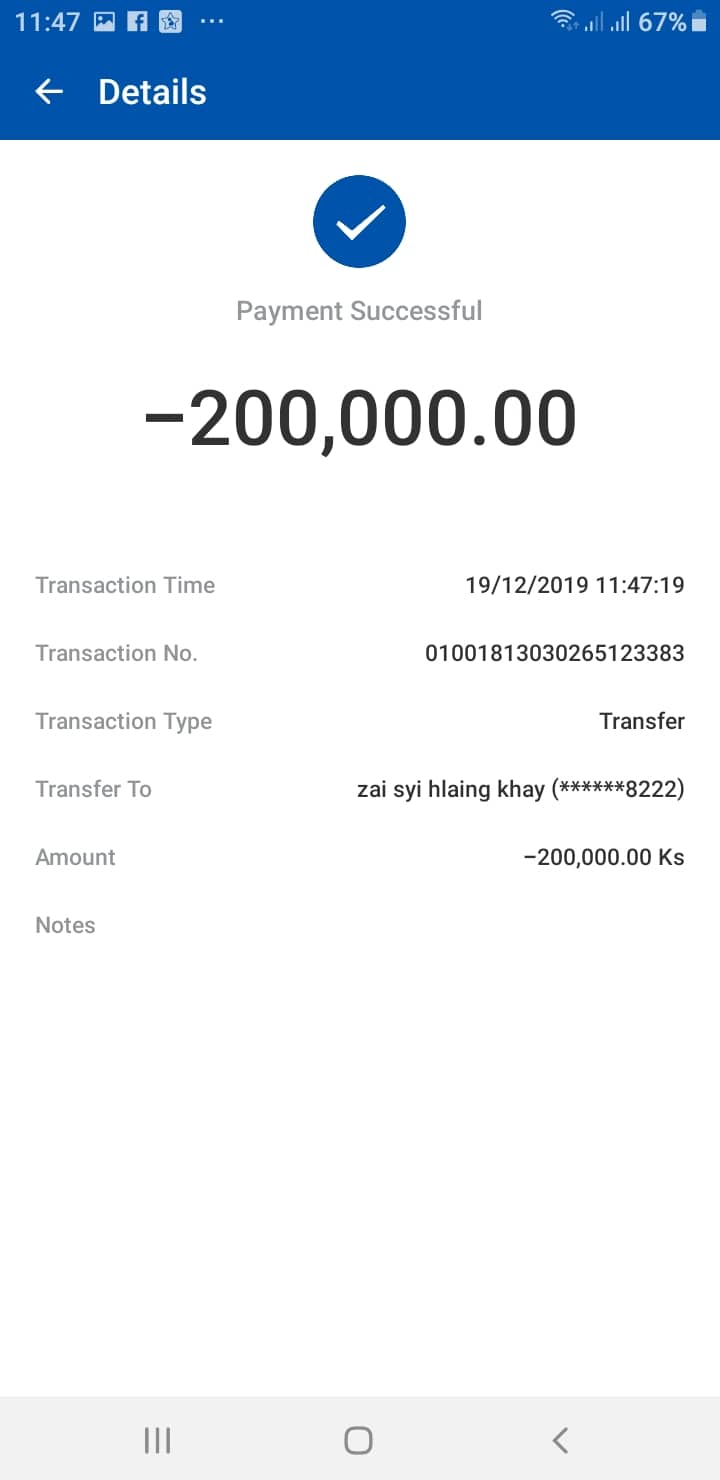 11:47 67%
Details
Payment Successful
−200,000.00
Transaction Time 19/12/2019 11:47:19
Transaction No. 01001813030265123383
Transaction Type Transfer
Transfer To zai syi hlaing khay (******8222)
Amount −200,000.00 Ks
Notes